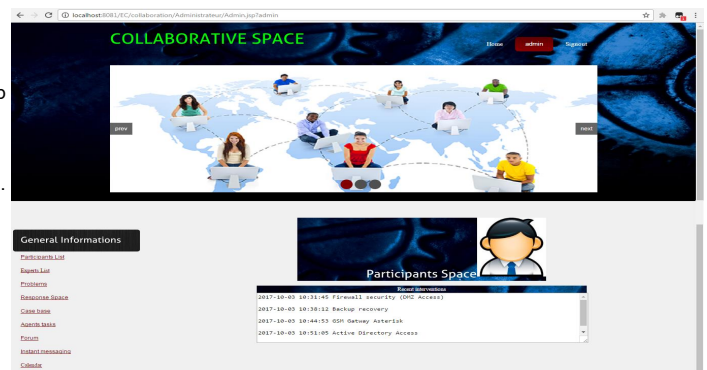 localhost:8081/EC/collaboration/Administrateur/Admin.jsp?admin
COLLABORATIVE SPACE
Home admin Signout
prev next
General Informations
Participants List
Experts List
Problems
Response Space
Case base
Agents tasks
Forum
Instant messaging
Calendar
Participants Space
Recent interventions
2017-10-03 10:31:45 Firewall security (DMZ Access)
2017-10-03 10:38:12 Backup recovery
2017-10-03 10:44:53 GSM Gatway Asterisk
2017-10-03 10:51:05 Active Directory Access